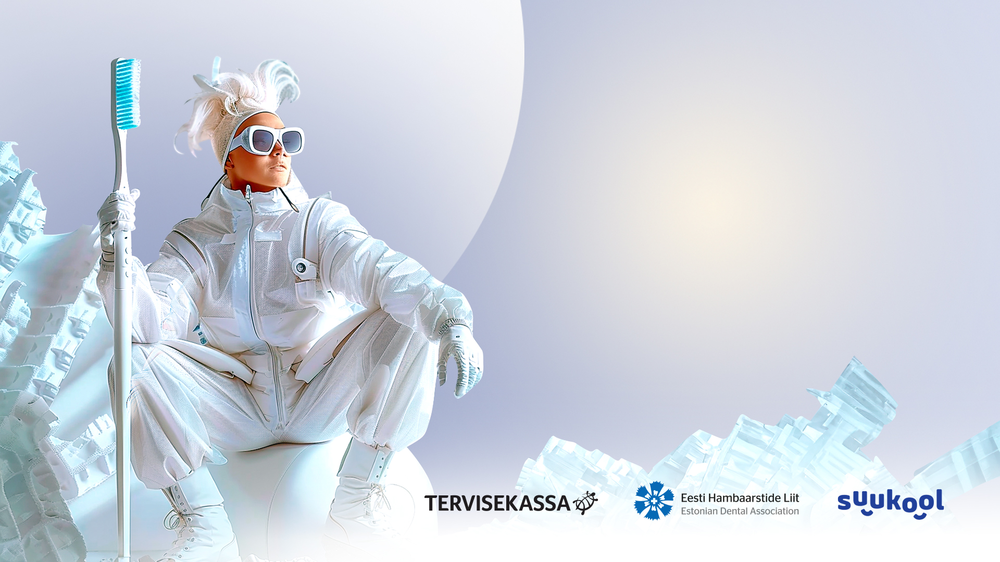 TERVISEKASSA
Eesti Hambaarstide Liit
Estonian Dental Association
suukool